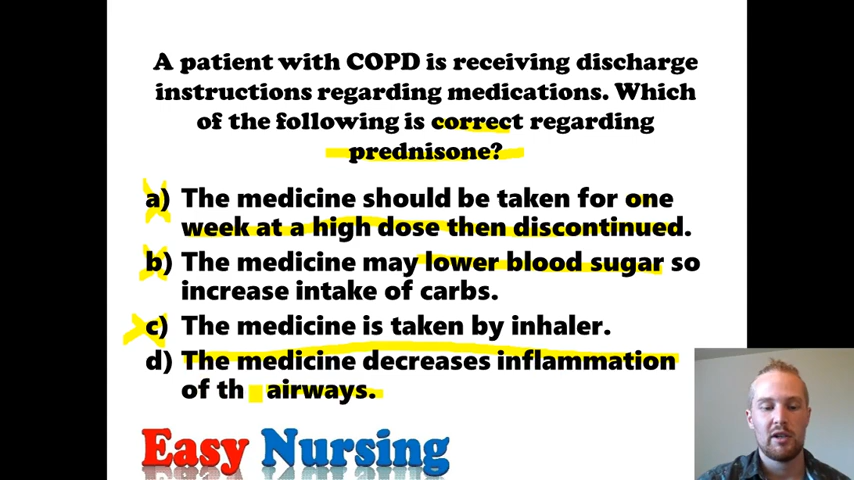 A patient with COPD is receiving discharge
instructions regarding medications. Which
of the following is correct regarding
prednisone?
a) The medicine should be taken for one
week at a high dose then discontinued.
b) The medicine may lower blood sugar so
increase intake of carbs.
c) The medicine is taken by inhaler.
d) The medicine decreases inflammation
of th airways.
Easy Nursing